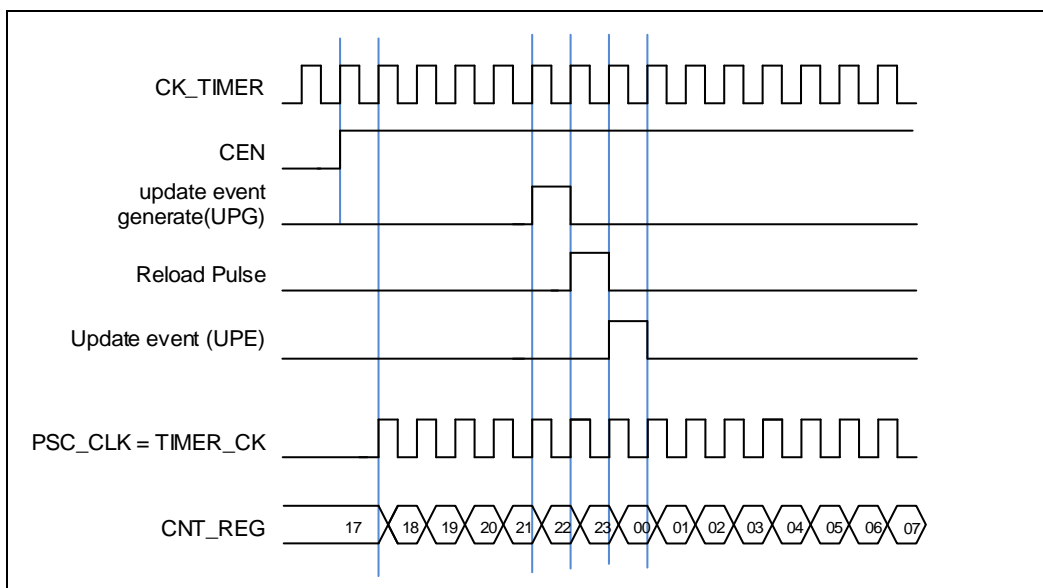 CK_TIMER
CEN
update event
generate(UPG)
Reload Pulse
Update event (UPE)
PSC_CLK = TIMER_CK
CNT_REG 17 18 19 20 21 22 23 00 01 02 03 04 05 06 07